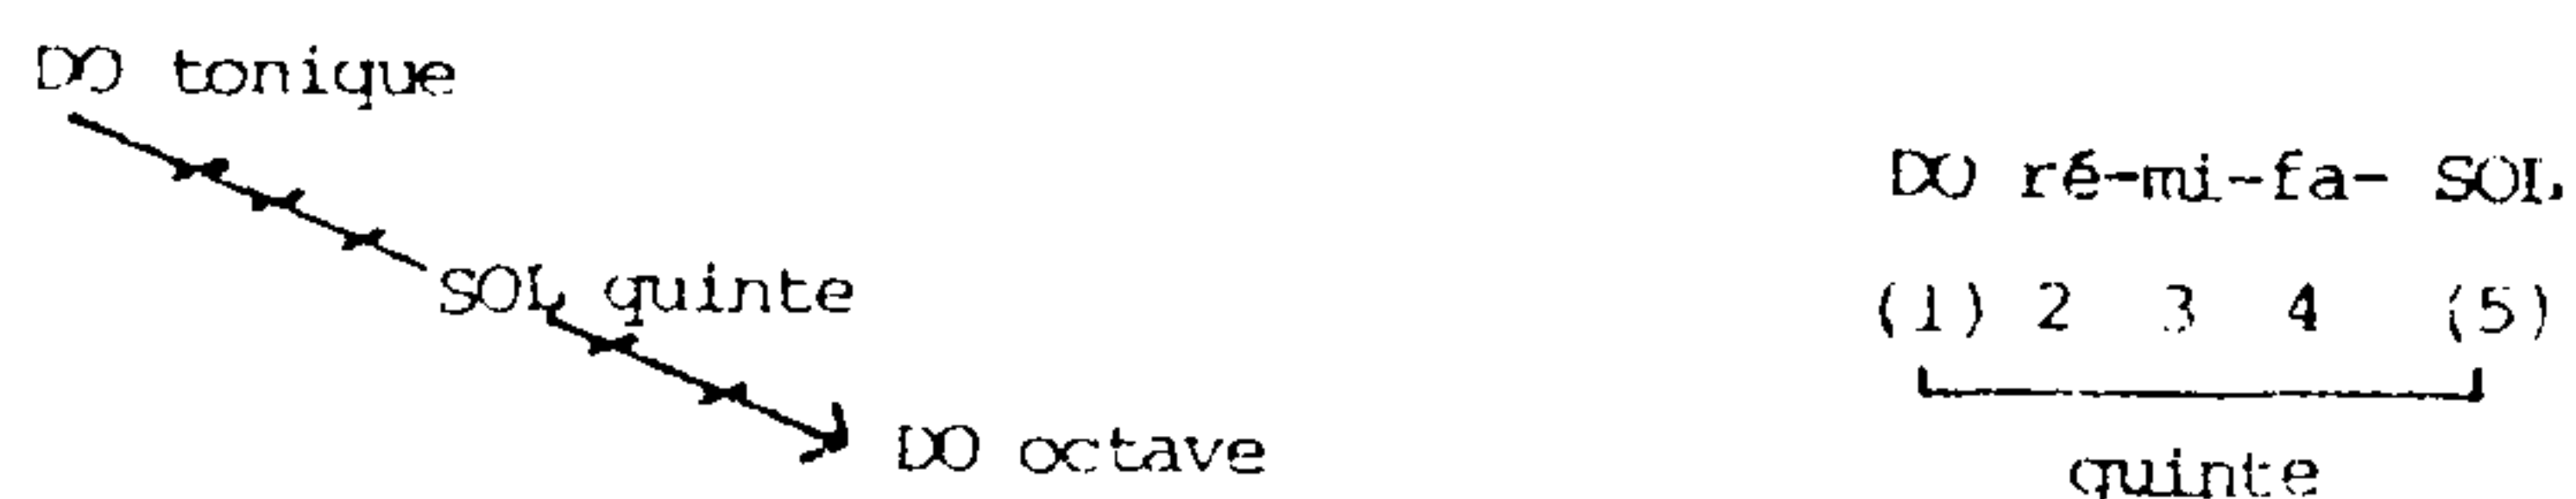 DO tonique
SOL quinte
DO octave
DO ré-mi-fa- SOL
(1) 2 3 4 (5)
quinte